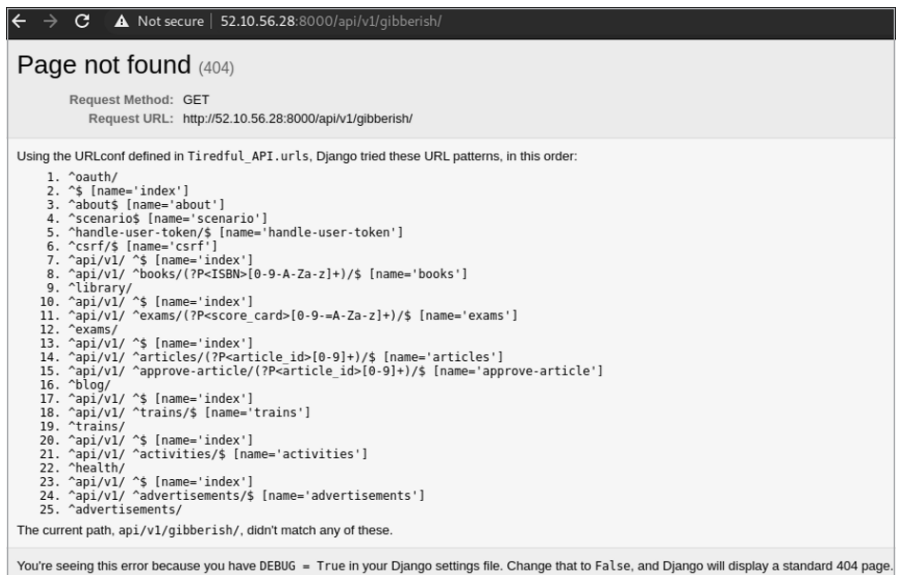 Not secure | 52.10.56.28:8000/api/v1/gibberish/
Page not found (404)
Request Method: GET
Request URL: http://52.10.56.28:8000/api/v1/gibberish/
Using the URLconf defined in Tiredful_API.urls, Django tried these URL patterns, in this order:
1. ^oauth/
2. ^$ [name='index']
3. ^about$ [name='about']
4. ^scenario$ [name='scenario']
5. ^handle-user-token/$ [name='handle-user-token']
6. ^csrf/$ [name='csrf']
7. ^api/v1/ ^$ [name='index']
8. ^api/v1/ ^books/(?P<ISBN>[0-9-A-Za-z]+)/$ [name='books']
9. ^library/
10. ^api/v1/ ^$ [name='index']
11. ^api/v1/ ^exams/(?P<score_card>[0-9-=A-Za-z]+)/$ [name='exams']
12. ^exams/
13. ^api/v1/ ^$ [name='index']
14. ^api/v1/ ^articles/(?P<article_id>[0-9]+)/$ [name='articles']
15. ^api/v1/ ^approve-article/(?P<article_id>[0-9]+)/$ [name='approve-article']
16. ^blog/
17. ^api/v1/ ^$ [name='index']
18. ^api/v1/ ^trains/$ [name='trains']
19. ^trains/
20. ^api/v1/ ^$ [name='index']
21. ^api/v1/ ^activities/$ [name='activities']
22. ^health/
23. ^api/v1/ ^$ [name='index']
24. ^api/v1/ ^advertisements/$ [name='advertisements']
25. ^advertisements/
The current path, api/v1/gibberish/, didn't match any of these.
You're seeing this error because you have DEBUG = True in your Django settings file. Change that to False, and Django will display a standard 404 page.